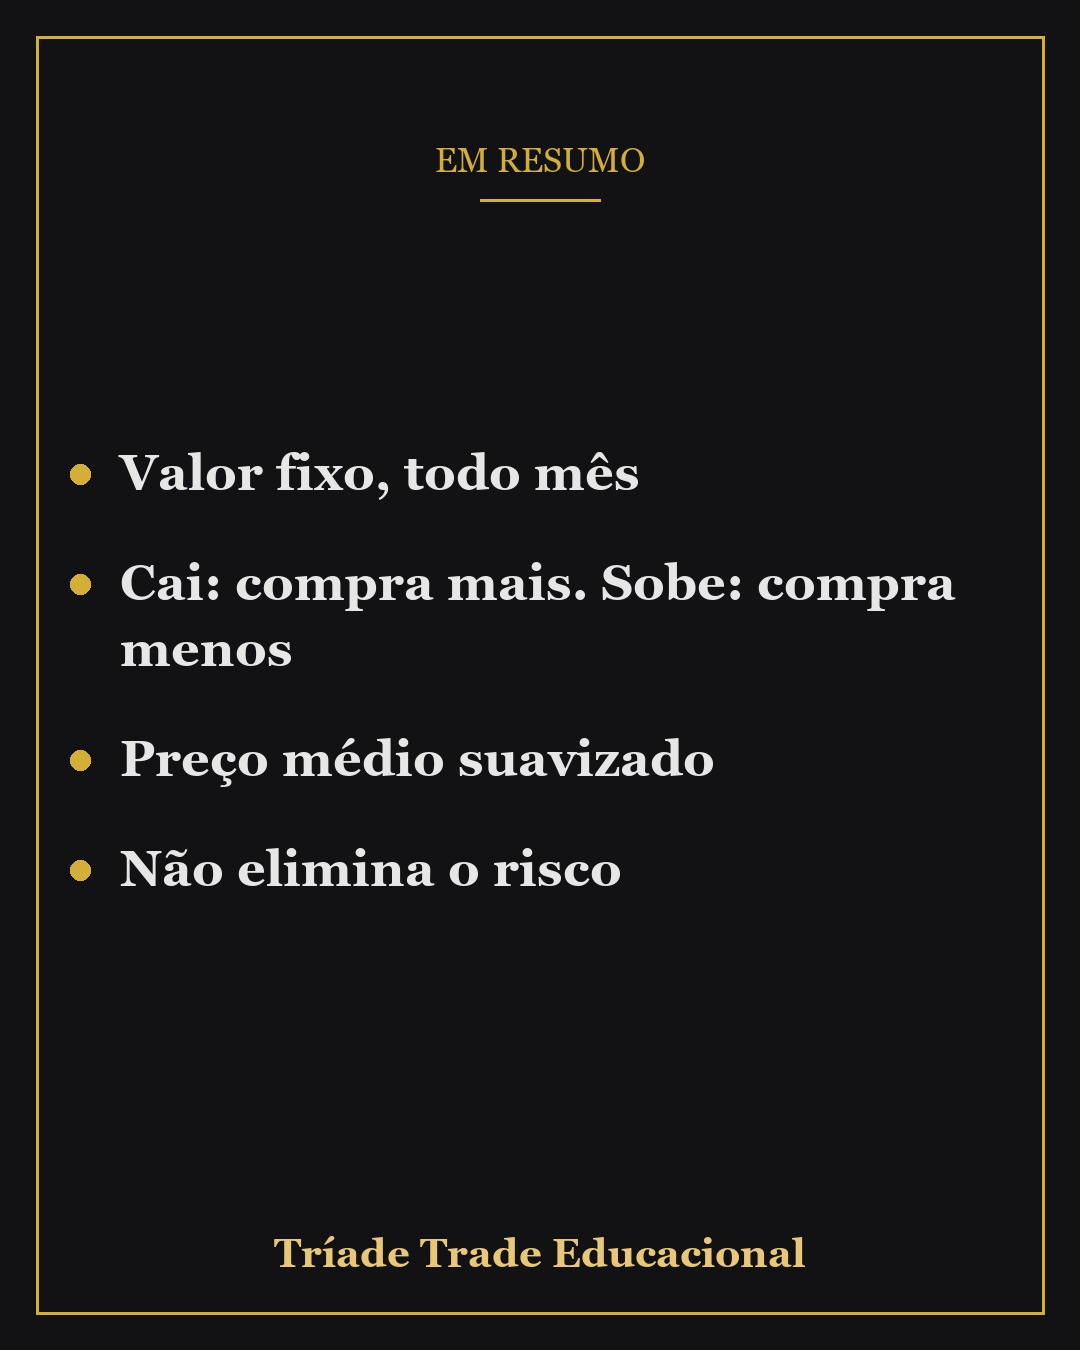 EM RESUMO
Valor fixo, todo mês
Cai: compra mais. Sobe: compra
menos
Preço médio suavizado
Não elimina o risco
Tríade Trade Educacional